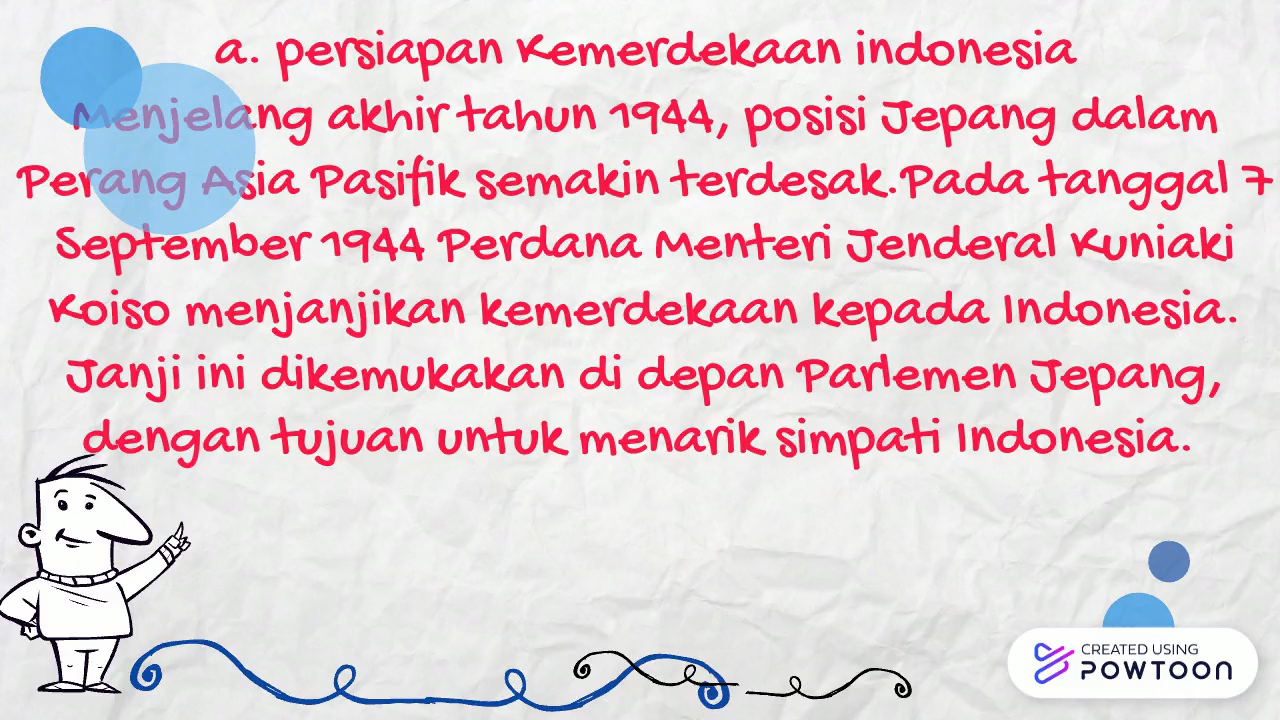 a. persiapan Kemerdekaan indonesia
Menjelang akhir tahun 1944, posisi Jepang dalam
Perang Asia Pasifik semakin terdesak.Pada tanggal 7
September 1944 Perdana Menteri Jenderal Kuniaki
Koiso menjanjikan kemerdekaan kepada Indonesia.
Janji ini dikemukakan di depan Parlemen Jepang,
dengan tujuan untuk menarik simpati Indonesia.
CREATED USING
POWTOON